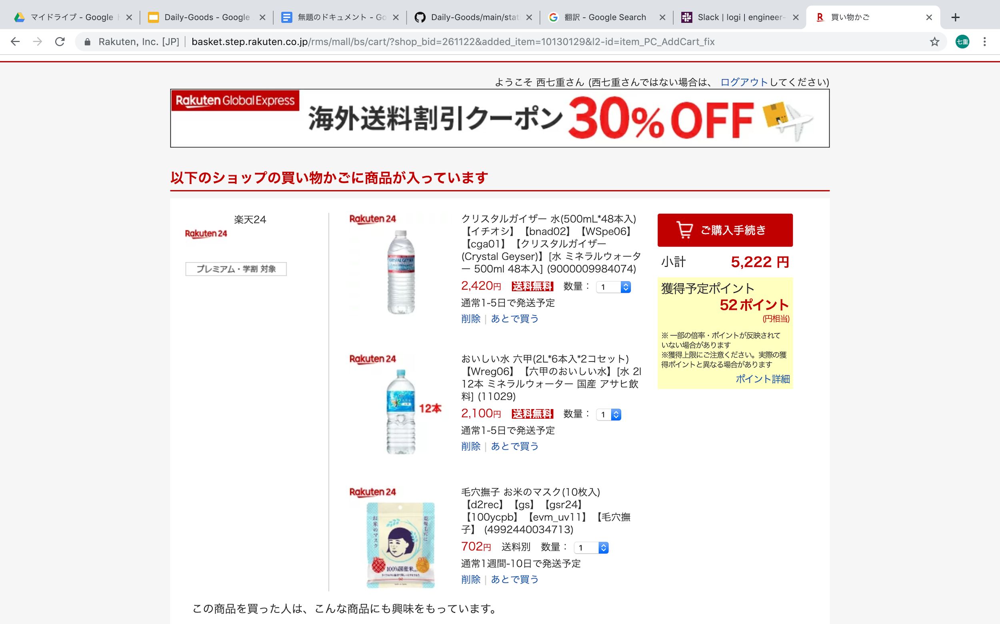 マイドライブ - Google
Daily-Goods - Google
無題のドキュメント - Go
Daily-Goods/main/stat
翻訳 - Google Search
Slack | logi | engineer-
買い物かご
Rakuten, Inc. [JP]
basket.step.rakuten.co.jp/rms/mall/bs/cart/?shop_bid=261122&added_item=10130129&l2-id=item_PC_AddCart_fix
七重
ようこそ 西七重さん (西七重さんではない場合は、 ログアウトしてください)
Rakuten Global Express
海外送料割引クーポン30%OFF
以下のショップの買い物かごに商品が入っています
楽天24
Rakuten 24
プレミアム・学割 対象
Rakuten 24
CRYSTAL GEYSER
クリスタルガイザー 水(500mL*48本入)
【イチオシ】【bnad02】【WSpe06】
【cga01】【クリスタルガイザー
(Crystal Geyser)】[水 ミネラルウォータ
ー 500ml 48本入] (9000009984074)
2,420円 送料無料 数量： 1
通常1-5日で発送予定
削除 | あとで買う
ご購入手続き
小計 5,222 円
獲得予定ポイント
52 ポイント
(円相当)
※ 一部の倍率・ポイントが反映されて
いない場合があります
※獲得上限にご注意ください。実際の獲
得ポイントと異なる場合があります
ポイント詳細
Rakuten 24
水
12本
おいしい水 六甲(2L*6本入*2コセット)
【Wreg06】【六甲のおいしい水】[水 2l
12本 ミネラルウォーター 国産 アサヒ飲
料] (11029)
2,100円 送料無料 数量： 1
通常1-5日で発送予定
削除 | あとで買う
Rakuten 24
お米のマスク
乾燥毛穴に
100%国産米
毛穴撫子 お米のマスク(10枚入)
【d2rec】【gs】【gsr24】
【100ycpb】【evm_uv11】【毛穴撫
子】 (4992440034713)
702円 送料別 数量： 1
通常1週間-10日で発送予定
削除 | あとで買う
この商品を買った人は、こんな商品にも興味をもっています。